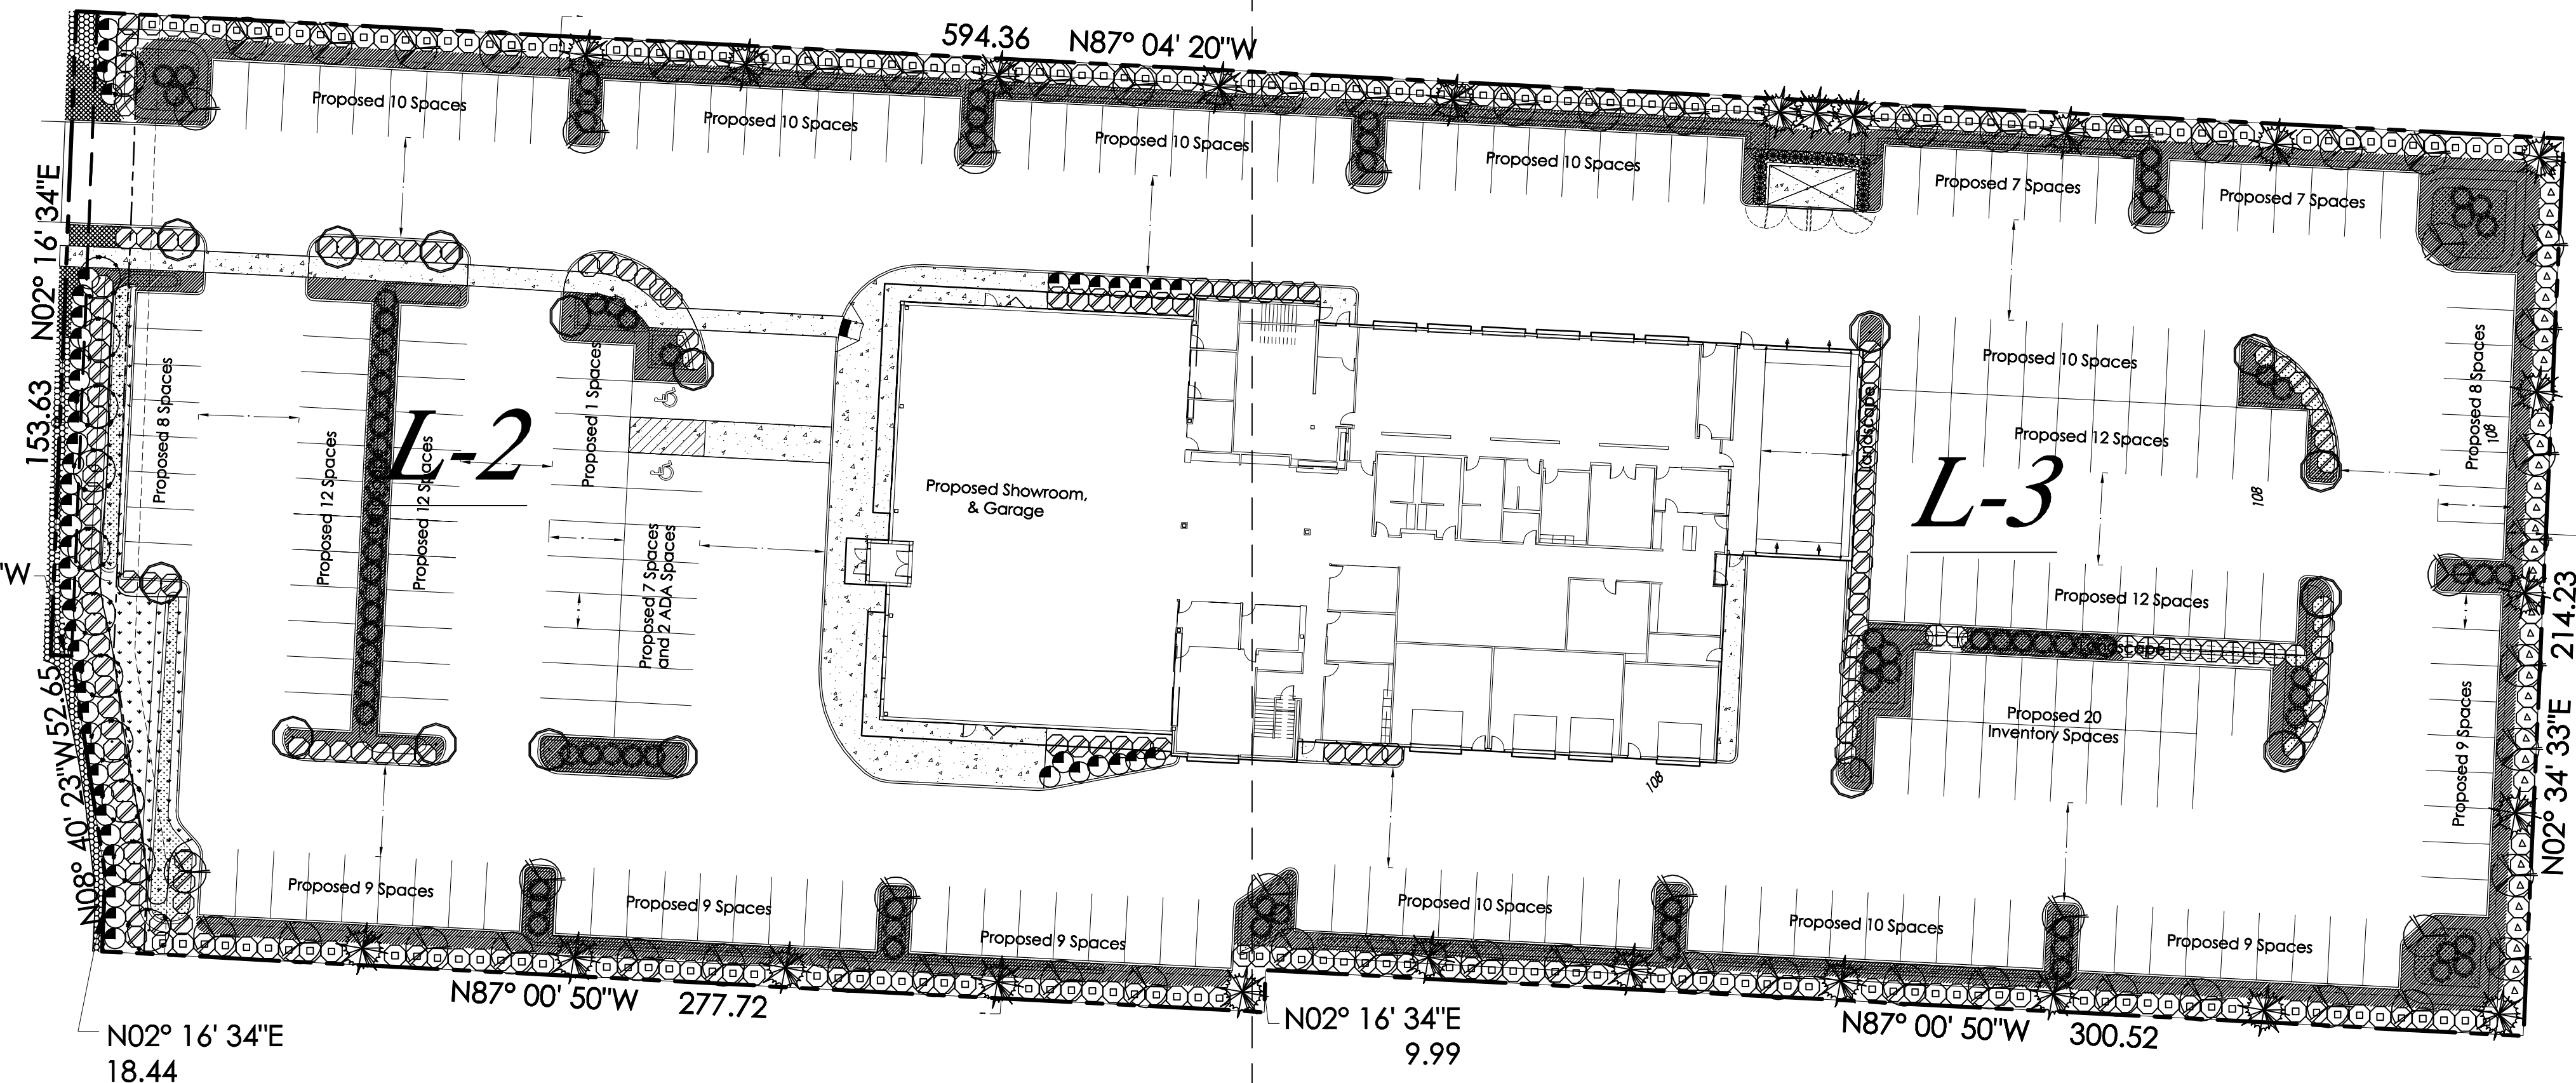 594.36 N87° 04' 20"W
Proposed 10 Spaces
Proposed 10 Spaces
Proposed 10 Spaces
Proposed 10 Spaces
Proposed 7 Spaces
Proposed 7 Spaces
153.63 N02° 16' 34"E
Proposed 8 Spaces
Proposed 12 Spaces
L-2
Proposed 12 Spaces
Proposed 1 Spaces
Proposed 7 Spaces
and 2 ADA Spaces
Proposed Showroom,
& Garage
Landscape
Proposed 10 Spaces
Proposed 12 Spaces
L-3
Proposed 12 Spaces
Landscape
Proposed 20
Inventory Spaces
108
108
Proposed 8 Spaces
Proposed 9 Spaces
108
"W
N08° 40' 23"W 52.65
N02° 34' 33"E 214.23
Proposed 9 Spaces
Proposed 9 Spaces
Proposed 9 Spaces
Proposed 10 Spaces
Proposed 10 Spaces
Proposed 9 Spaces
N87° 00' 50"W 277.72
N02° 16' 34"E
18.44
N02° 16' 34"E
9.99
N87° 00' 50"W 300.52